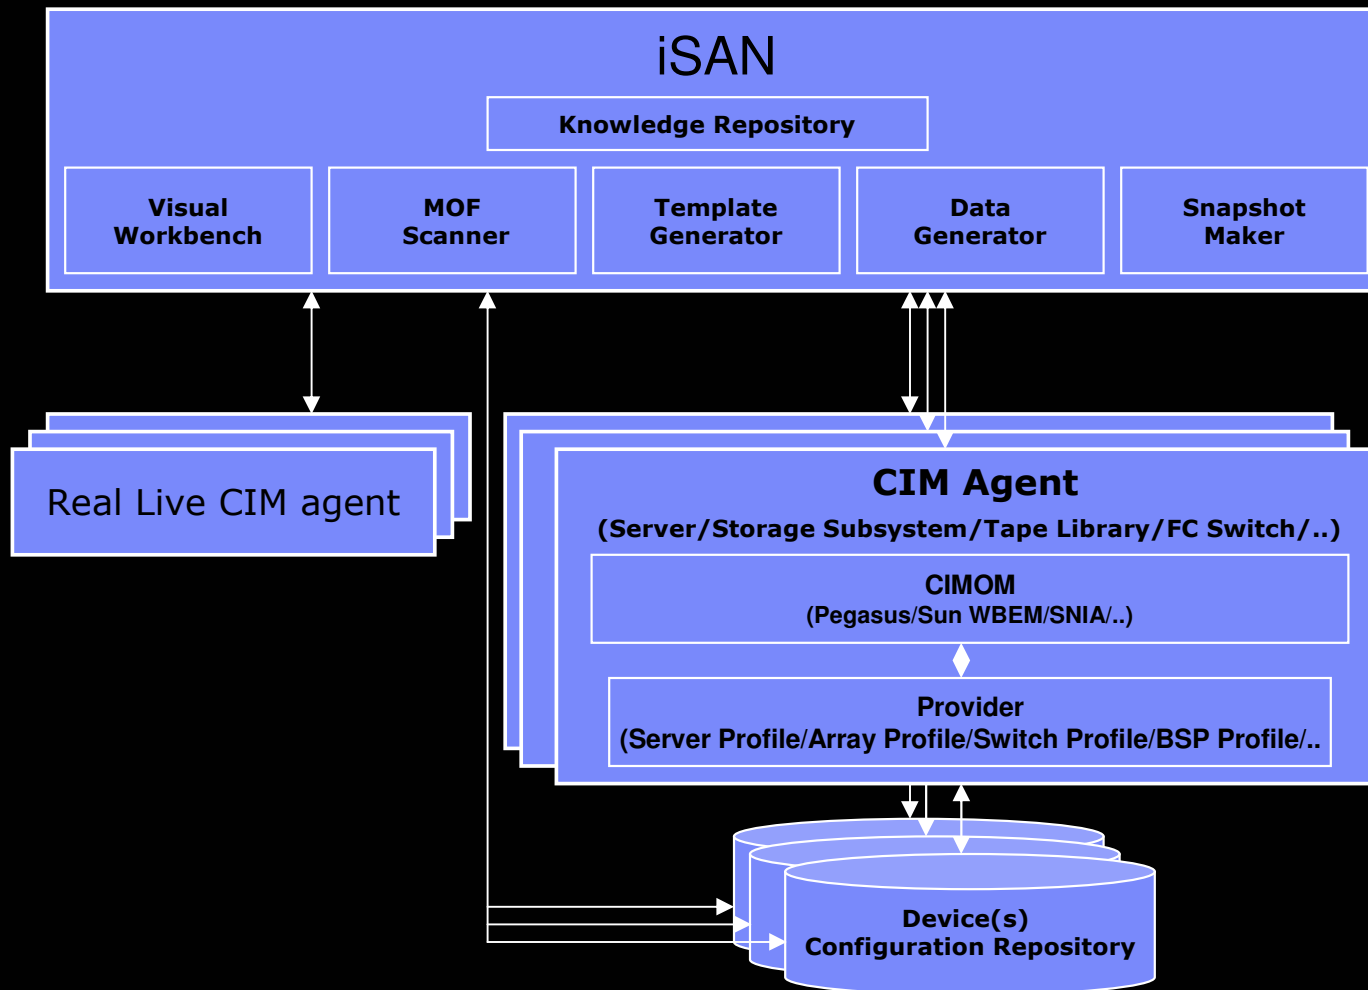 iSAN
Knowledge Repository
Visual
Workbench
MOF
Scanner
Template
Generator
Data
Generator
Snapshot
Maker
Real Live CIM agent
CIM Agent
(Server/Storage Subsystem/Tape Library/FC Switch/..)
CIMOM
(Pegasus/Sun WBEM/SNIA/..)
Provider
(Server Profile/Array Profile/Switch Profile/BSP Profile/..
Device(s)
Configuration Repository